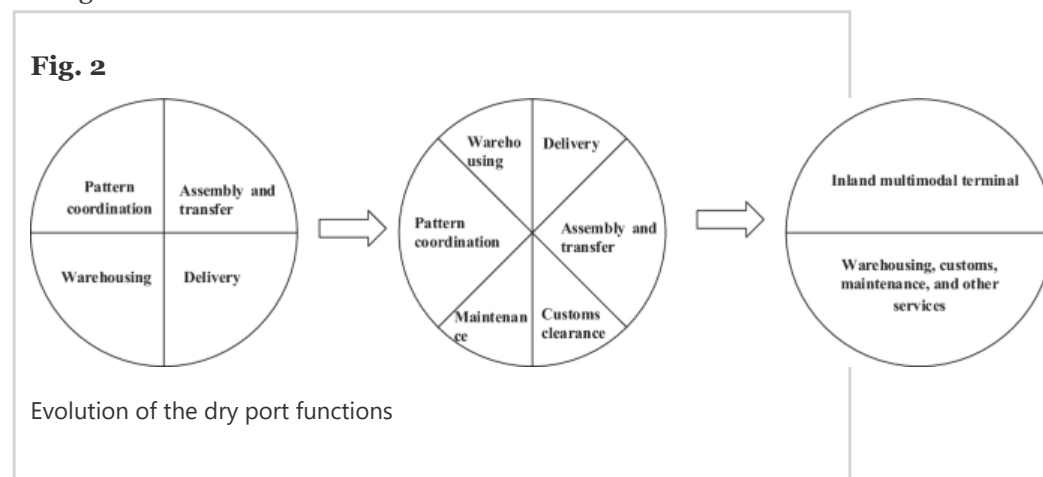 Fig. 2
Pattern
coordination
Assembly and
transfer
Warehousing
Delivery
Wareho
using
Delivery
Pattern
coordination
Assembly and
transfer
Maintenan
ce
Customs
clearance
Inland multimodal terminal
Warehousing, customs,
maintenance, and other
services
Evolution of the dry port functions